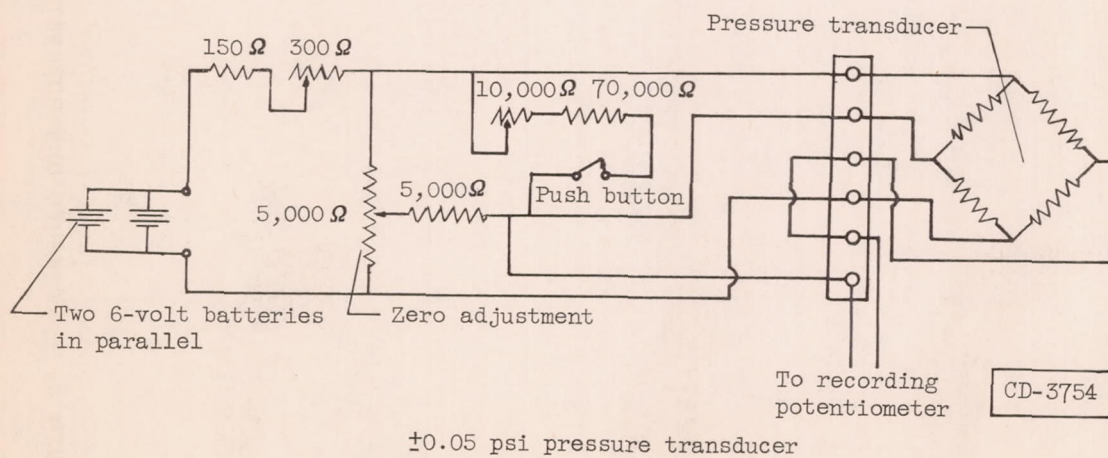 Pressure transducer
150 Ω 300 Ω
10,000 Ω 70,000 Ω
5,000 Ω
Push button
5,000 Ω
Two 6-volt batteries
in parallel
Zero adjustment
To recording
potentiometer
CD-3754
±0.05 psi pressure transducer